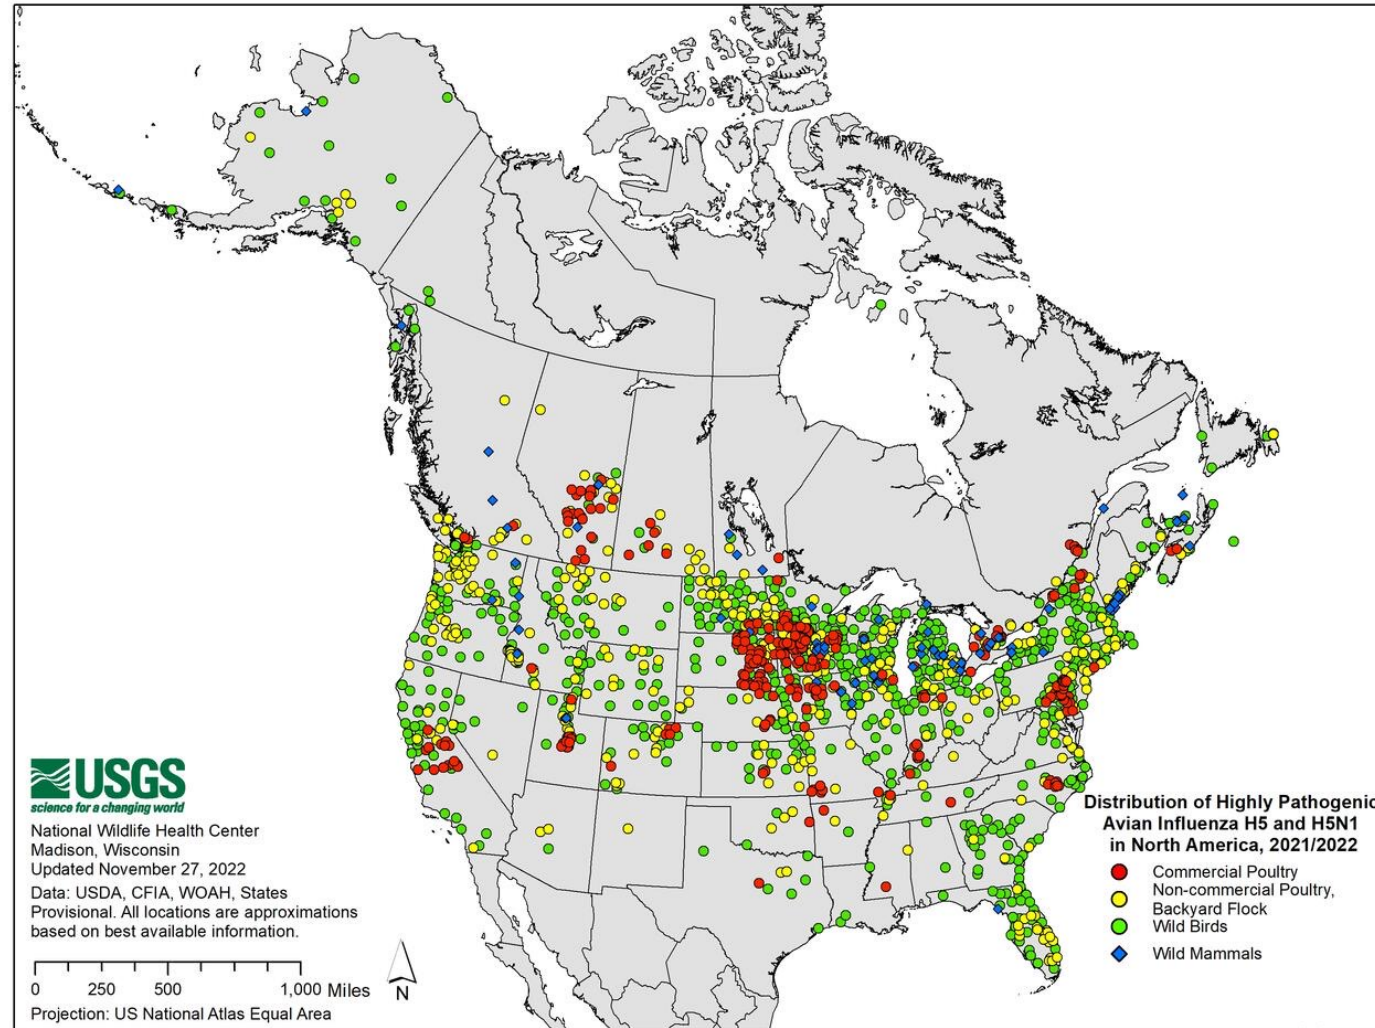 USGS
science for a changing world
National Wildlife Health Center
Madison, Wisconsin
Updated November 27, 2022
Data: USDA, CFIA, WOAH, States
Provisional. All locations are approximations
based on best available information.
0 250 500 1,000 Miles
Projection: US National Atlas Equal Area
N
Distribution of Highly Pathogenic
Avian Influenza H5 and H5N1
in North America, 2021/2022
Commercial Poultry
Non-commercial Poultry,
Backyard Flock
Wild Birds
Wild Mammals